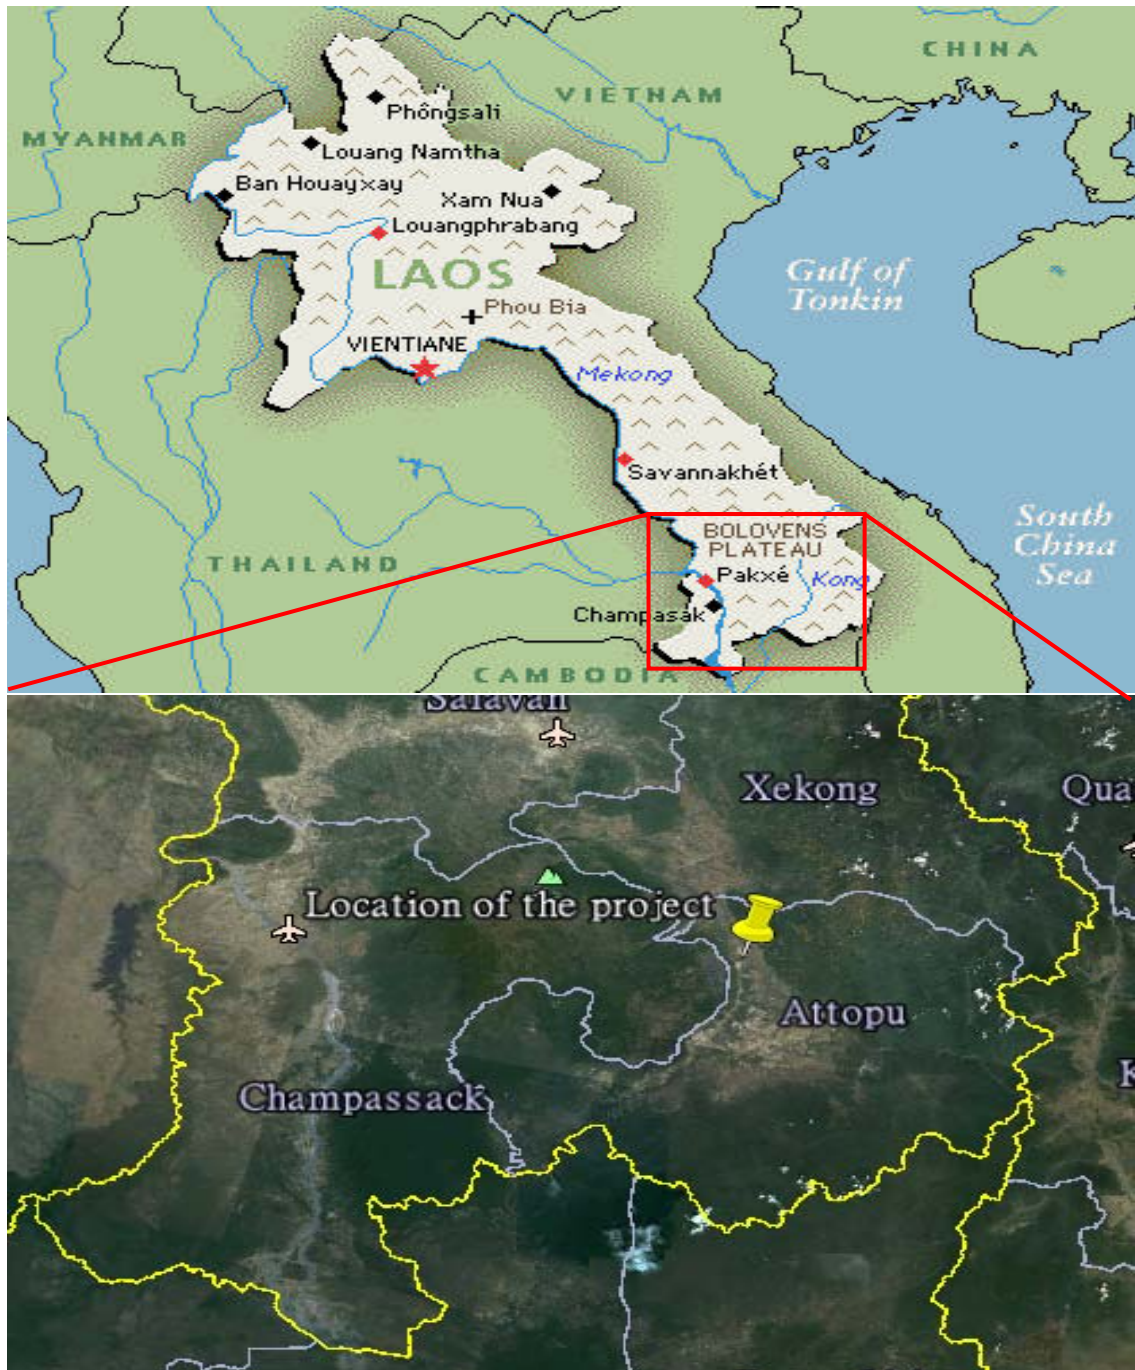 CHINA
VIETNAM
MYANMAR
Phôngsali
Louang Namtha
Ban Houayxay
Xam Nua
Louangphrabang
LAOS
Gulf of
Tonkin
Phou Bia
VIENTIANE
Mekong
Savannakhét
South
China
Sea
BOLOVENS
PLATEAU
THAILAND
Pakxé
Kong
Champasak
CAMBODIA
Salavan
Xekong
Qua
Location of the project
Attopu
K
Champassack